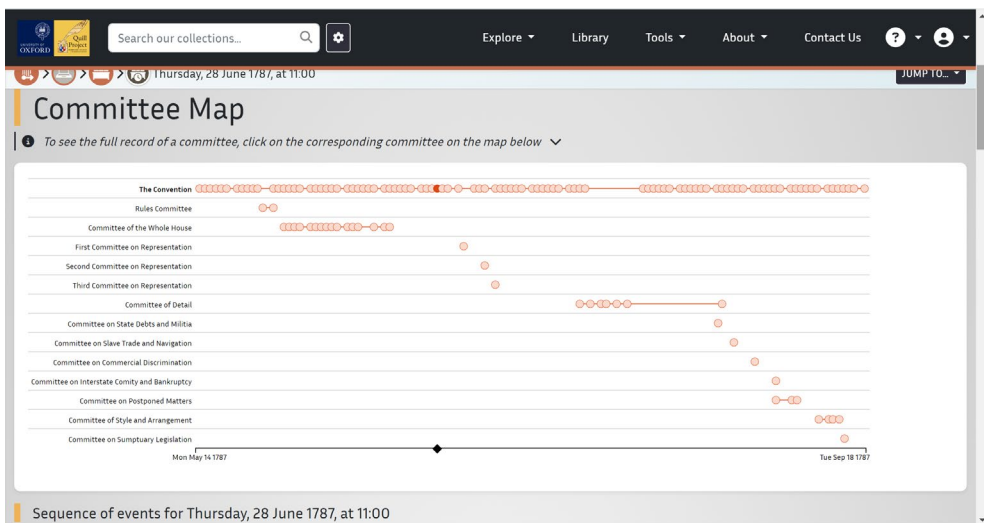 UNIVERSITY OF
OXFORD
Quill
Project
Search our collections...
Explore
Library
Tools
About
Contact Us
?
> > > Thursday, 28 June 1787, at 11:00
JUMP TO...
Committee Map
To see the full record of a committee, click on the corresponding committee on the map below
The Convention
Rules Committee
Committee of the Whole House
First Committee on Representation
Second Committee on Representation
Third Committee on Representation
Committee of Detail
Committee on State Debts and Militia
Committee on Slave Trade and Navigation
Committee on Commercial Discrimination
Committee on Interstate Comity and Bankruptcy
Committee on Postponed Matters
Committee of Style and Arrangement
Committee on Sumptuary Legislation
Mon May 14 1787
Tue Sep 18 1787
Sequence of events for Thursday, 28 June 1787, at 11:00